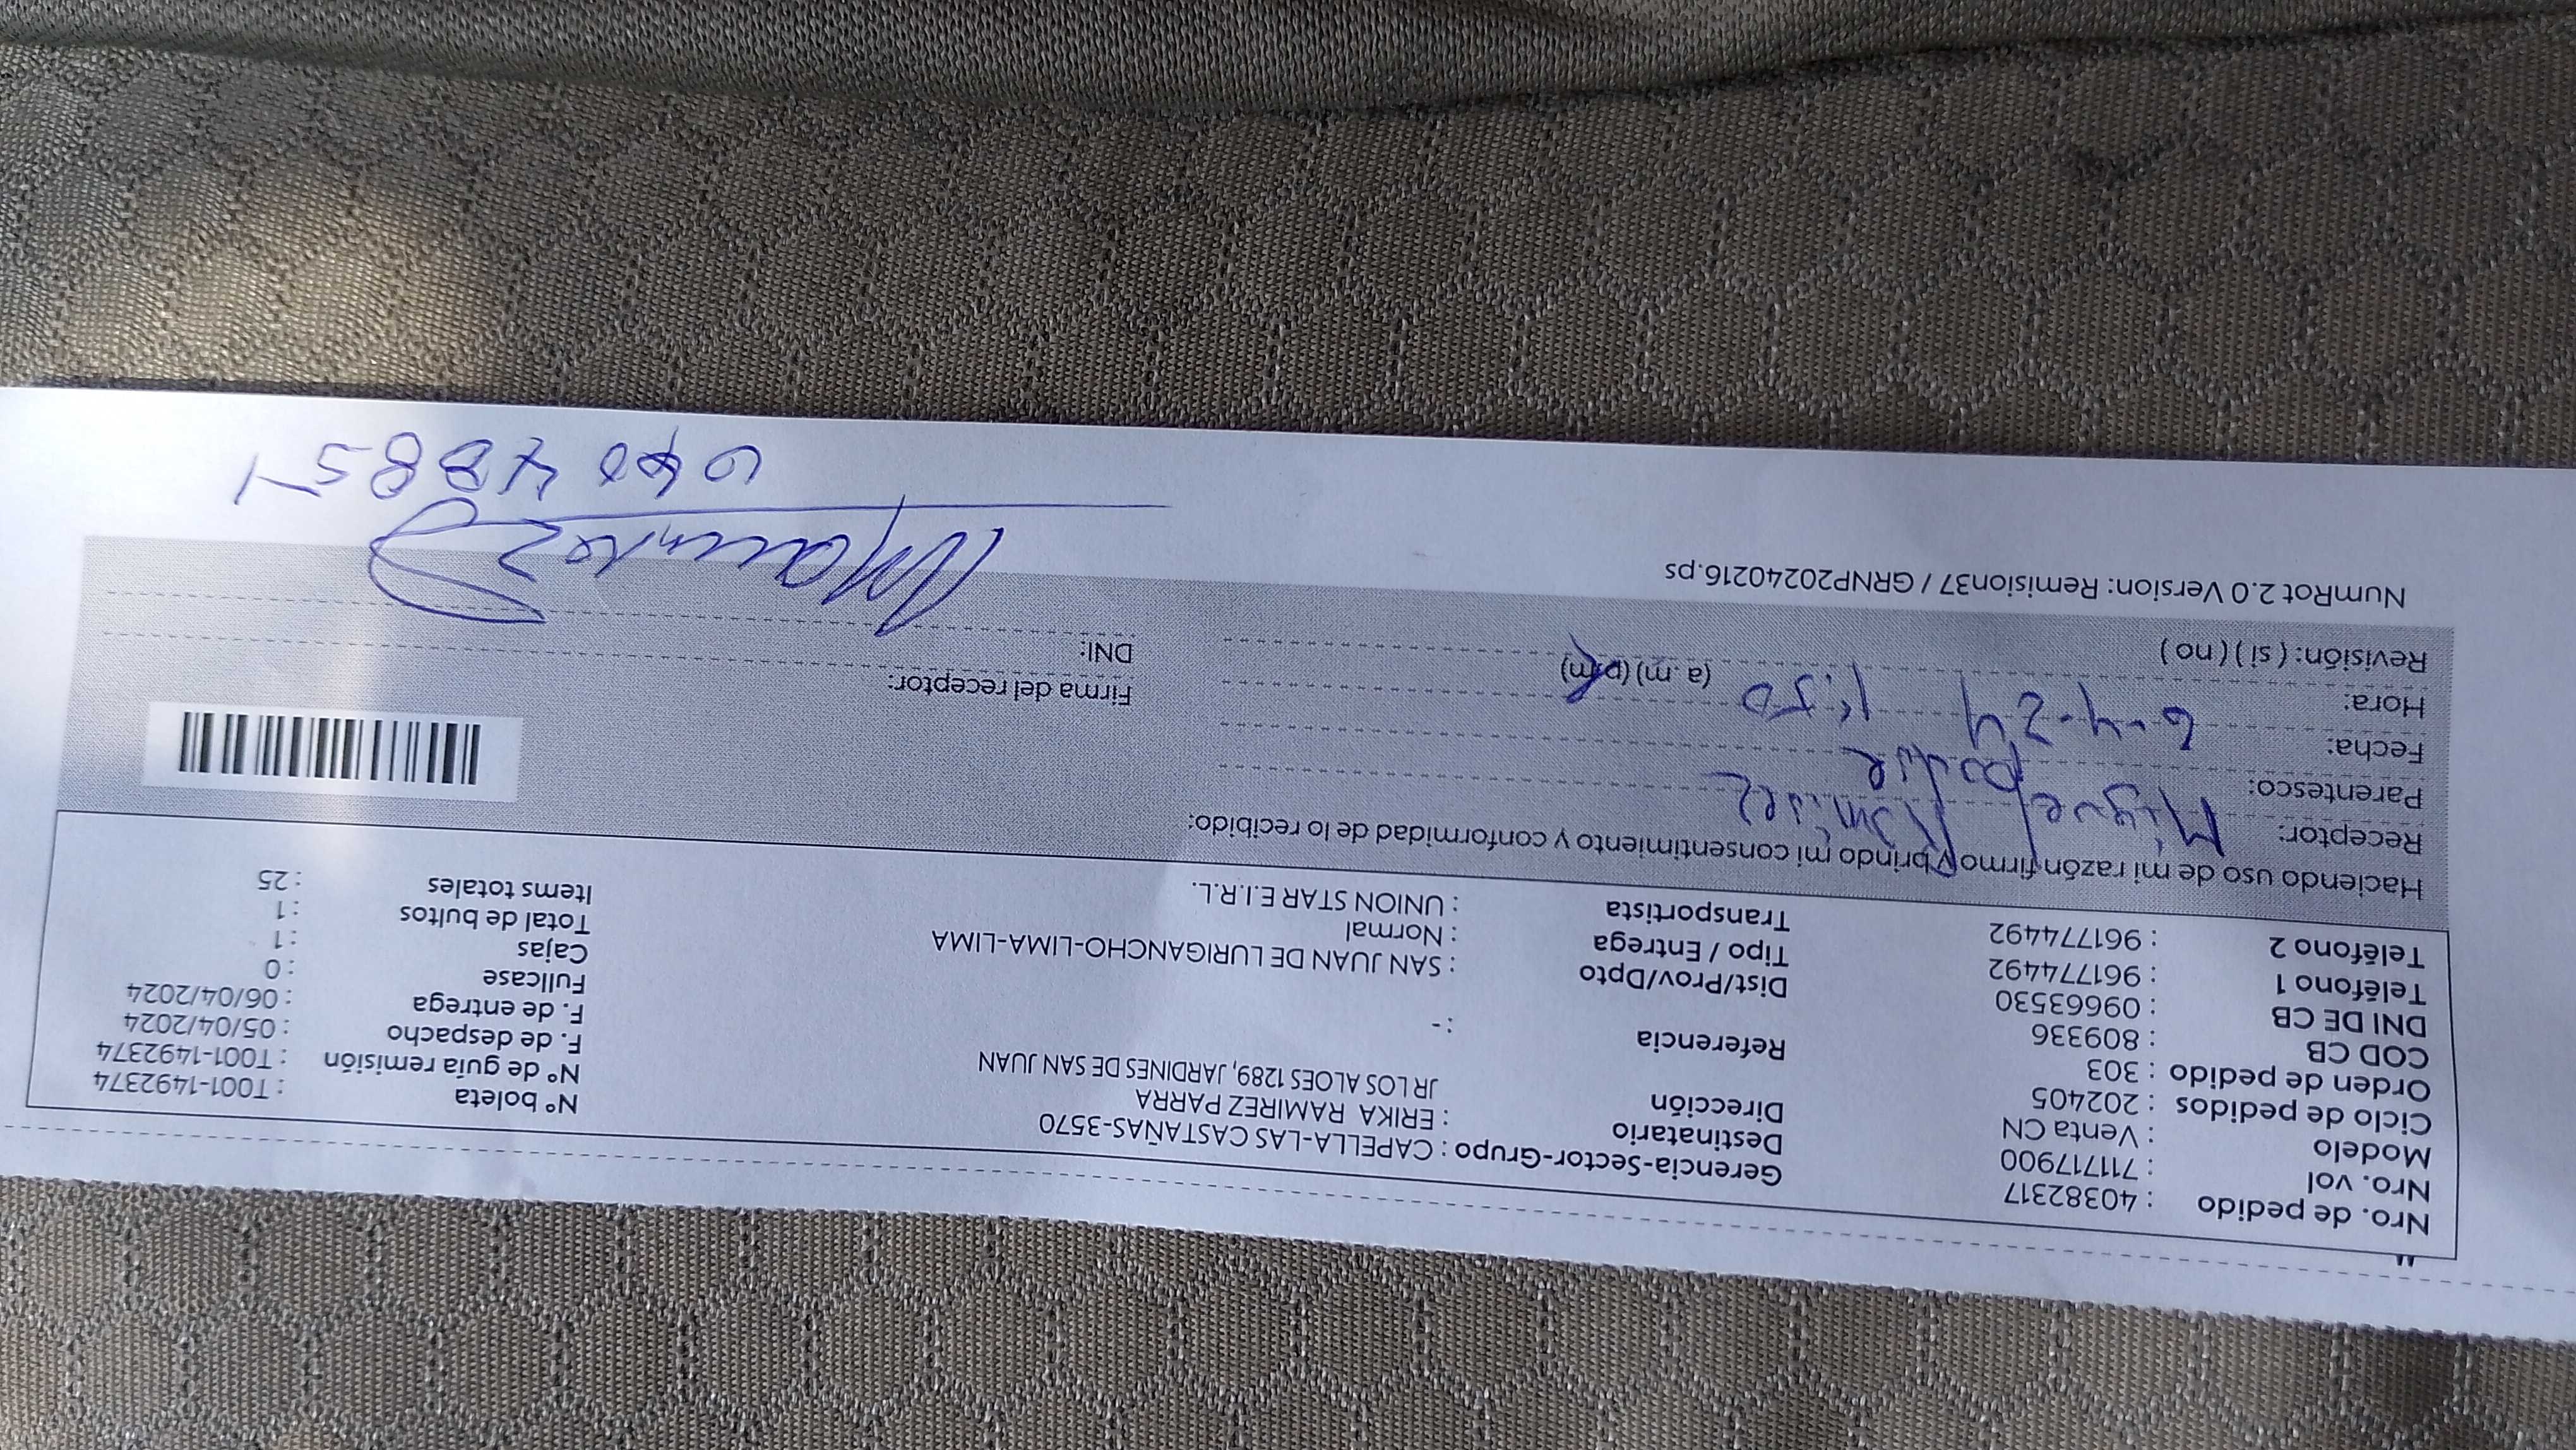 Nro. de pedido : 40382317
Nro. vol : 711717900
Modelo : Venta CN
Ciclo de pedidos : 202405
Orden de pedido : 303
COD CB : 809336
DNI DE CB : 09663530
Teléfono 1 : 961774492
Teléfono 2 : 961774492
Gerencia-Sector-Grupo : CAPELLA-LAS CASTAÑAS-3570
Destinatario : ERIKA RAMIREZ PARRA
Dirección JR LOS ALOES 1289, JARDINES DE SAN JUAN
Referencia : -
Dist/Prov/Dpto : SAN JUAN DE LURIGANCHO-LIMA-LIMA
Tipo / Entrega : Normal
Transportista : UNION STAR E.I.R.L.
Nº boleta : T001-1492374
Nº de guía remisión : T001-1492374
F. de despacho : 05/04/2024
F. de entrega : 06/04/2024
Fullcase : 0
Cajas : 1
Total de bultos : 1
Items totales : 25
Haciendo uso de mi razón firmo y brindo mi consentimiento y conformidad de lo recibido:
Receptor: Miguel Ramirez
Parentesco: padre
Fecha: 6-4-24
Hora: 1:50 (a.m) (p.m)
Revisión: ( si ) ( no )
Firma del receptor:
DNI:
NumRot 2.0 Version: Remision37 / GRNP20240216.ps